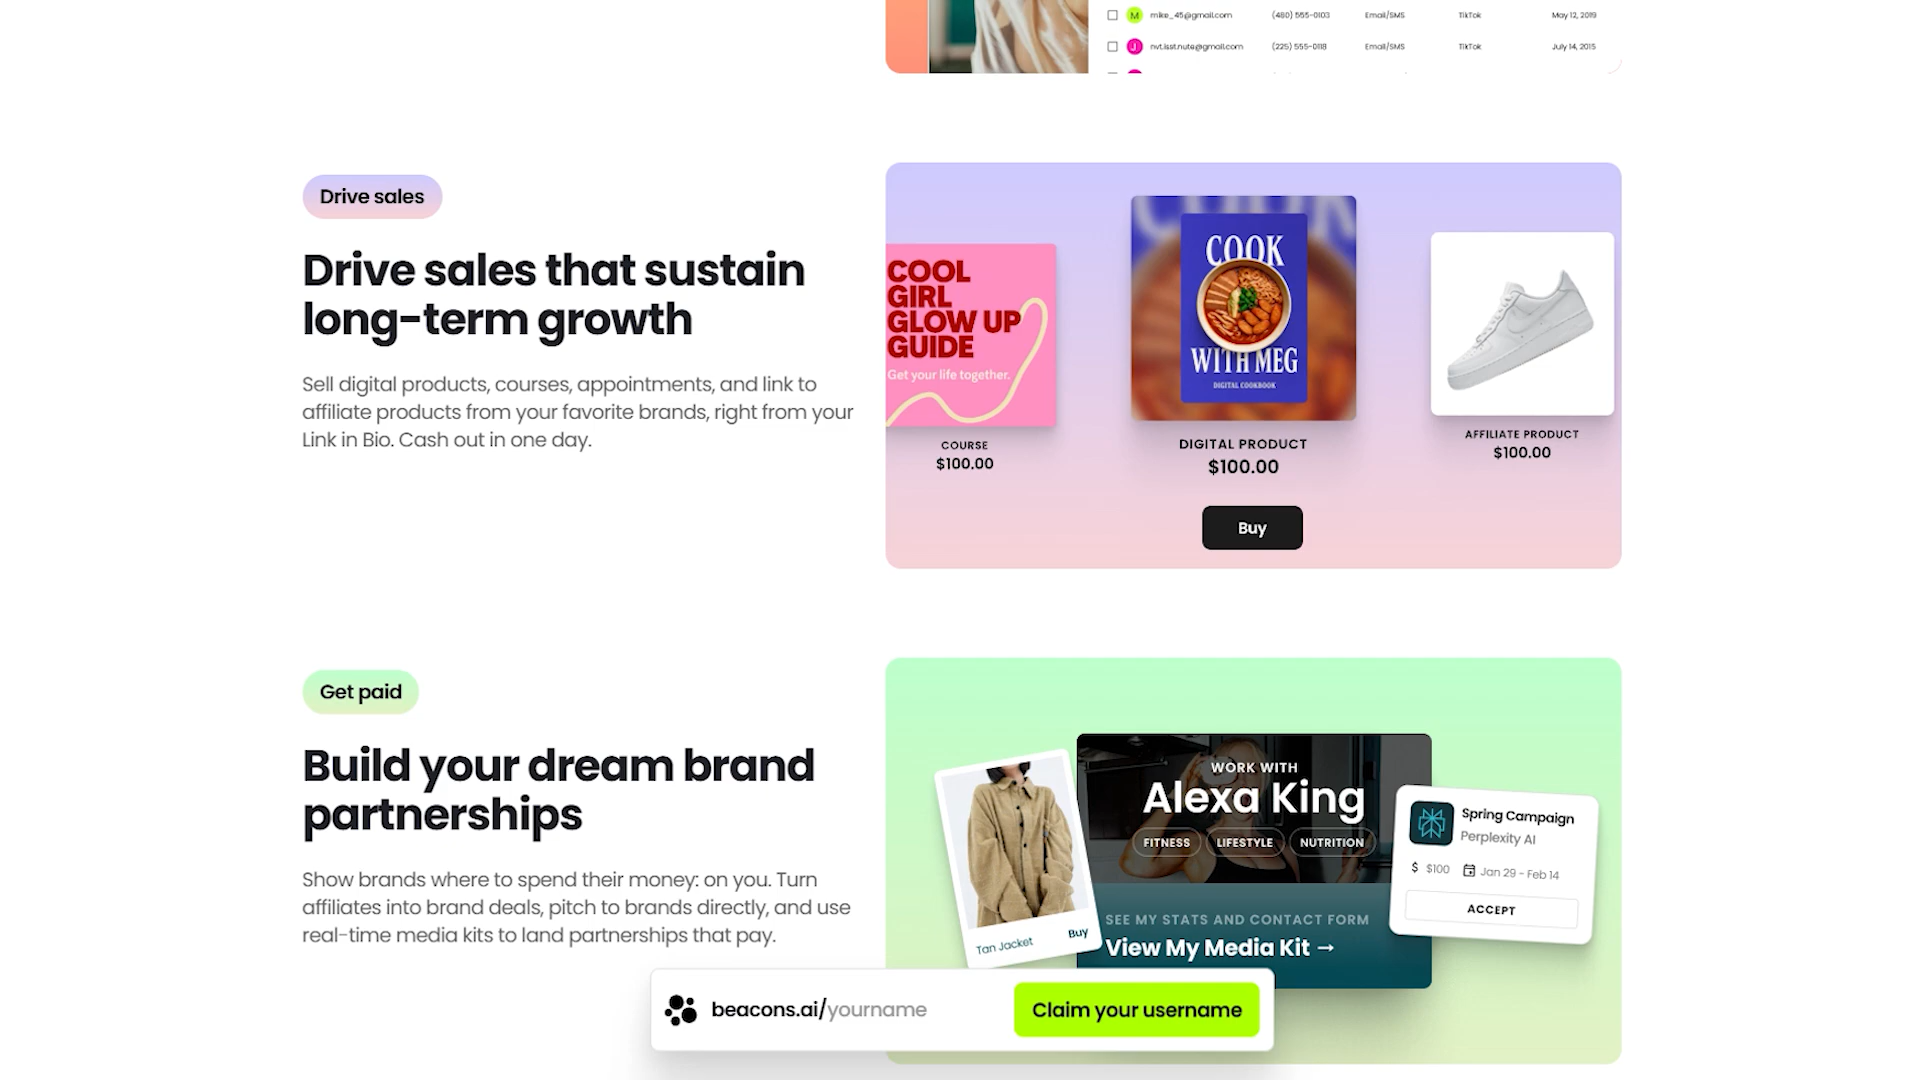 M mike_45@gmail.com (480) 555-0103 Email/SMS TikTok May 12, 2019
J nvt.isst.nute@gmail.com (225) 555-0118 Email/SMS TikTok July 14, 2015
Drive sales
Drive sales that sustain
long-term growth
Sell digital products, courses, appointments, and link to
affiliate products from your favorite brands, right from your
Link in Bio. Cash out in one day.
COOL
GIRL
GLOW UP
GUIDE
Get your life together.
COURSE
$100.00
COOK
COOK
WITH MEG
DIGITAL COOKBOOK
DIGITAL PRODUCT
$100.00
AFFILIATE PRODUCT
$100.00
Buy
Get paid
Build your dream brand
partnerships
Show brands where to spend their money: on you. Turn
affiliates into brand deals, pitch to brands directly, and use
real-time media kits to land partnerships that pay.
Tan Jacket Buy
WORK WITH
Alexa King
FITNESS LIFESTYLE NUTRITION
SEE MY STATS AND CONTACT FORM
View My Media Kit →
Spring Campaign
Perplexity AI
$ $100 Jan 29 - Feb 14
ACCEPT
beacons.ai/yourname Claim your username